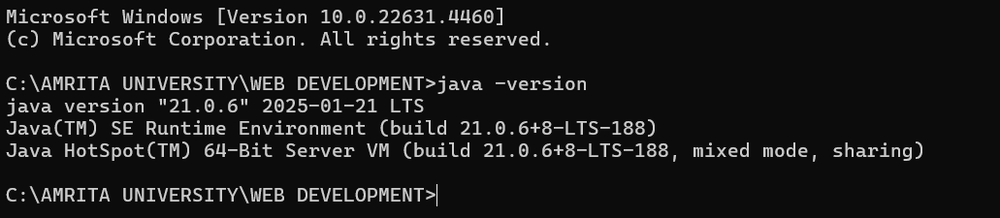 Microsoft Windows [Version 10.0.22631.4460]
(c) Microsoft Corporation. All rights reserved.
C:\AMRITA UNIVERSITY\WEB DEVELOPMENT>java -version
java version "21.0.6" 2025-01-21 LTS
Java(TM) SE Runtime Environment (build 21.0.6+8-LTS-188)
Java HotSpot(TM) 64-Bit Server VM (build 21.0.6+8-LTS-188, mixed mode, sharing)
C:\AMRITA UNIVERSITY\WEB DEVELOPMENT>